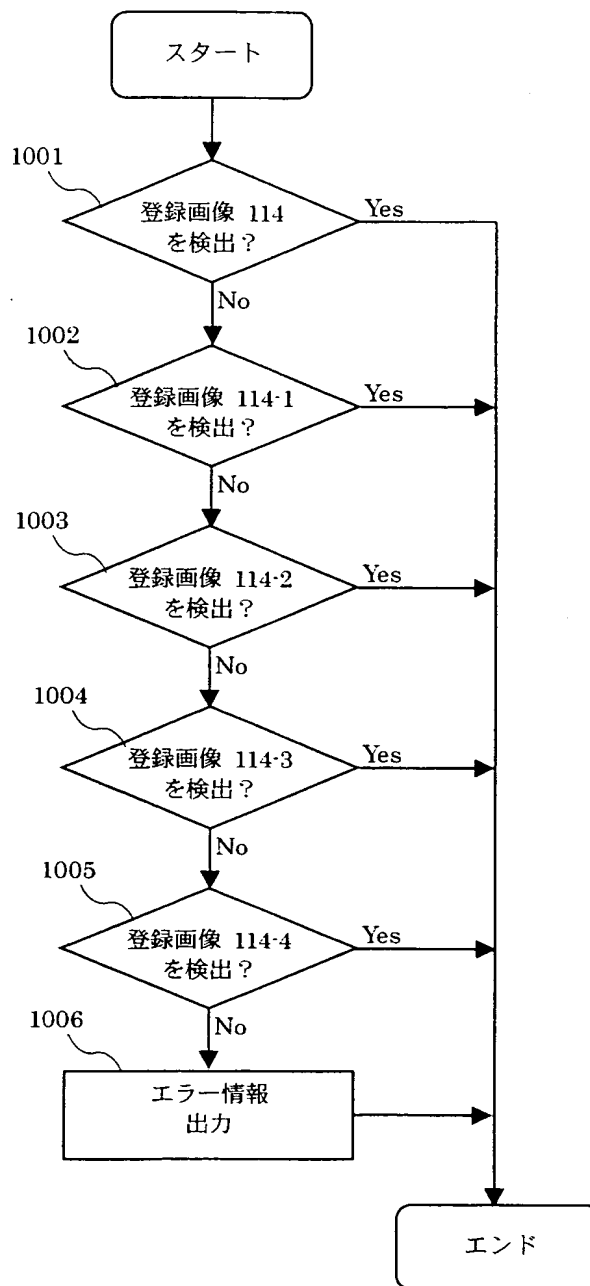 スタート
1001
登録画像 114
を検出？
Yes
No
1002
登録画像 114-1
を検出？
Yes
No
1003
登録画像 114-2
を検出？
Yes
No
1004
登録画像 114-3
を検出？
Yes
No
1005
登録画像 114-4
を検出？
Yes
No
1006
エラー情報
出力
エンド